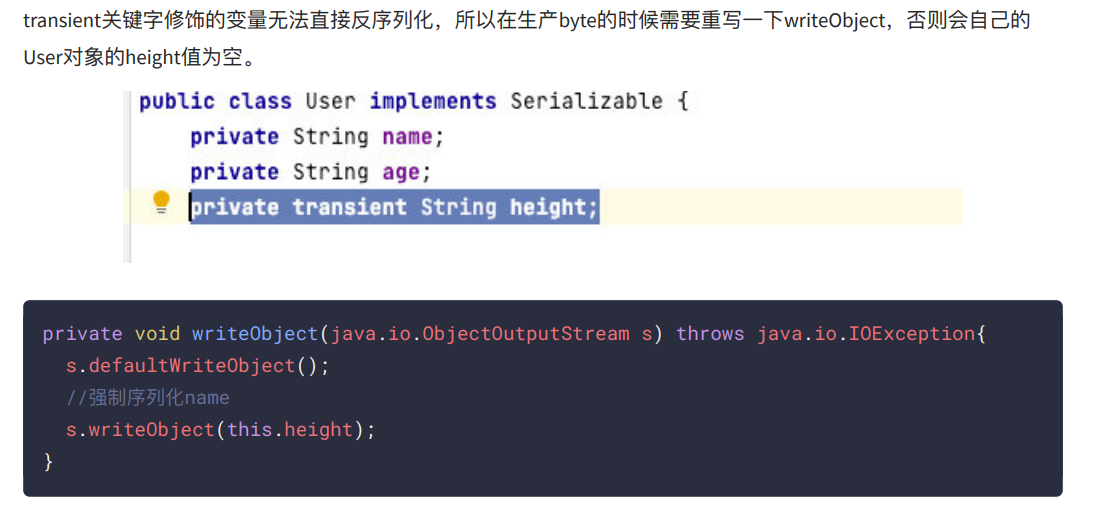 transient关键字修饰的变量无法直接反序列化，所以在生产byte的时候需要重写一下writeObject，否则会自己的
User对象的height值为空。
public class User implements Serializable {
private String name;
private String age;
private transient String height;
private void writeObject(java.io.ObjectOutputStream s) throws java.io.IOException{
s.defaultWriteObject();
//强制序列化name
s.writeObject(this.height);
}